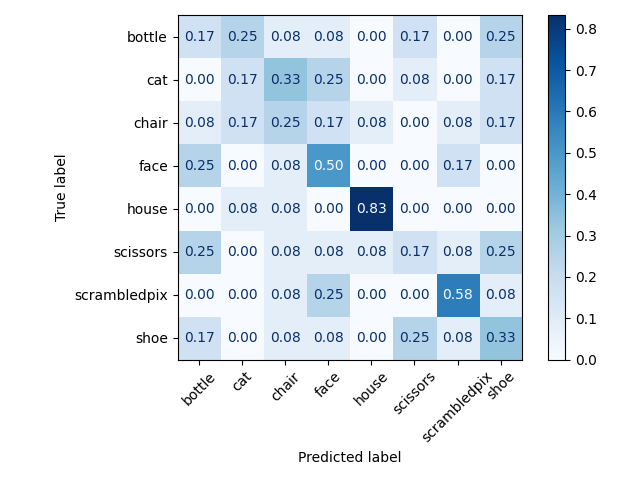 bottle 0.17 0.25 0.08 0.08 0.00 0.17 0.00 0.25
cat 0.00 0.17 0.33 0.25 0.00 0.08 0.00 0.17
chair 0.08 0.17 0.25 0.17 0.08 0.00 0.08 0.17
face 0.25 0.00 0.08 0.50 0.00 0.00 0.17 0.00
house 0.00 0.08 0.08 0.00 0.83 0.00 0.00 0.00
scissors 0.25 0.00 0.08 0.08 0.08 0.17 0.08 0.25
scrambledpix 0.00 0.00 0.08 0.25 0.00 0.00 0.58 0.08
shoe 0.17 0.00 0.08 0.08 0.00 0.25 0.08 0.33
bottle cat chair face house scissors scrambledpix shoe
Predicted label
True label
0.8
0.7
0.6
0.5
0.4
0.3
0.2
0.1
0.0